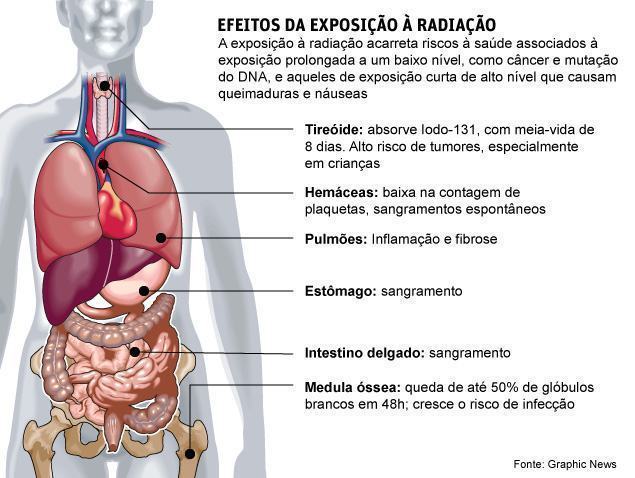 EFEITOS DA EXPOSIÇÃO À RADIAÇÃO
A exposição à radiação acarreta riscos à saúde associados à
exposição prolongada a um baixo nível, como câncer e mutação
do DNA, e aqueles de exposição curta de alto nível que causam
queimaduras e náuseas
Tireóide: absorve Iodo-131, com meia-vida de
8 dias. Alto risco de tumores, especialmente
em crianças
Hemáceas: baixa na contagem de
plaquetas, sangramentos espontâneos
Pulmões: Inflamação e fibrose
Estômago: sangramento
Intestino delgado: sangramento
Medula óssea: queda de até 50% de glóbulos
brancos em 48h; cresce o risco de infecção
Fonte: Graphic News